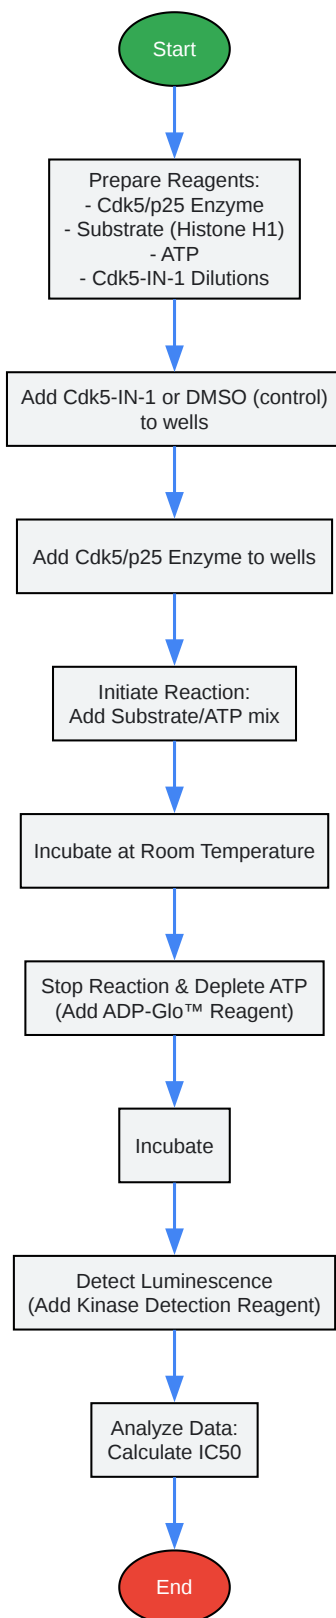 Start
Prepare Reagents:
- Cdk5/p25 Enzyme
- Substrate (Histone H1)
- ATP
- Cdk5-IN-1 Dilutions
Add Cdk5-IN-1 or DMSO (control)
to wells
Add Cdk5/p25 Enzyme to wells
Initiate Reaction:
Add Substrate/ATP mix
Incubate at Room Temperature
Stop Reaction & Deplete ATP
(Add ADP-Glo™ Reagent)
Incubate
Detect Luminescence
(Add Kinase Detection Reagent)
Analyze Data:
Calculate IC50
End